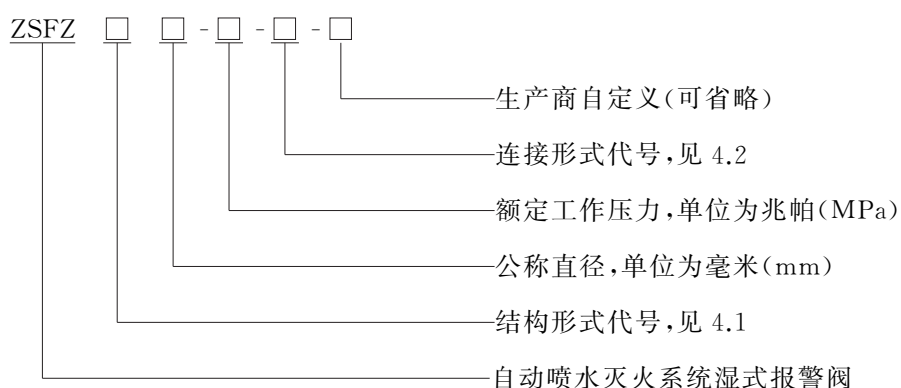 ZSFZ □ □-□-□-□
生产商自定义(可省略)
连接形式代号,见 4.2
额定工作压力,单位为兆帕(MPa)
公称直径,单位为毫米(mm)
结构形式代号,见 4.1
自动喷水灭火系统湿式报警阀